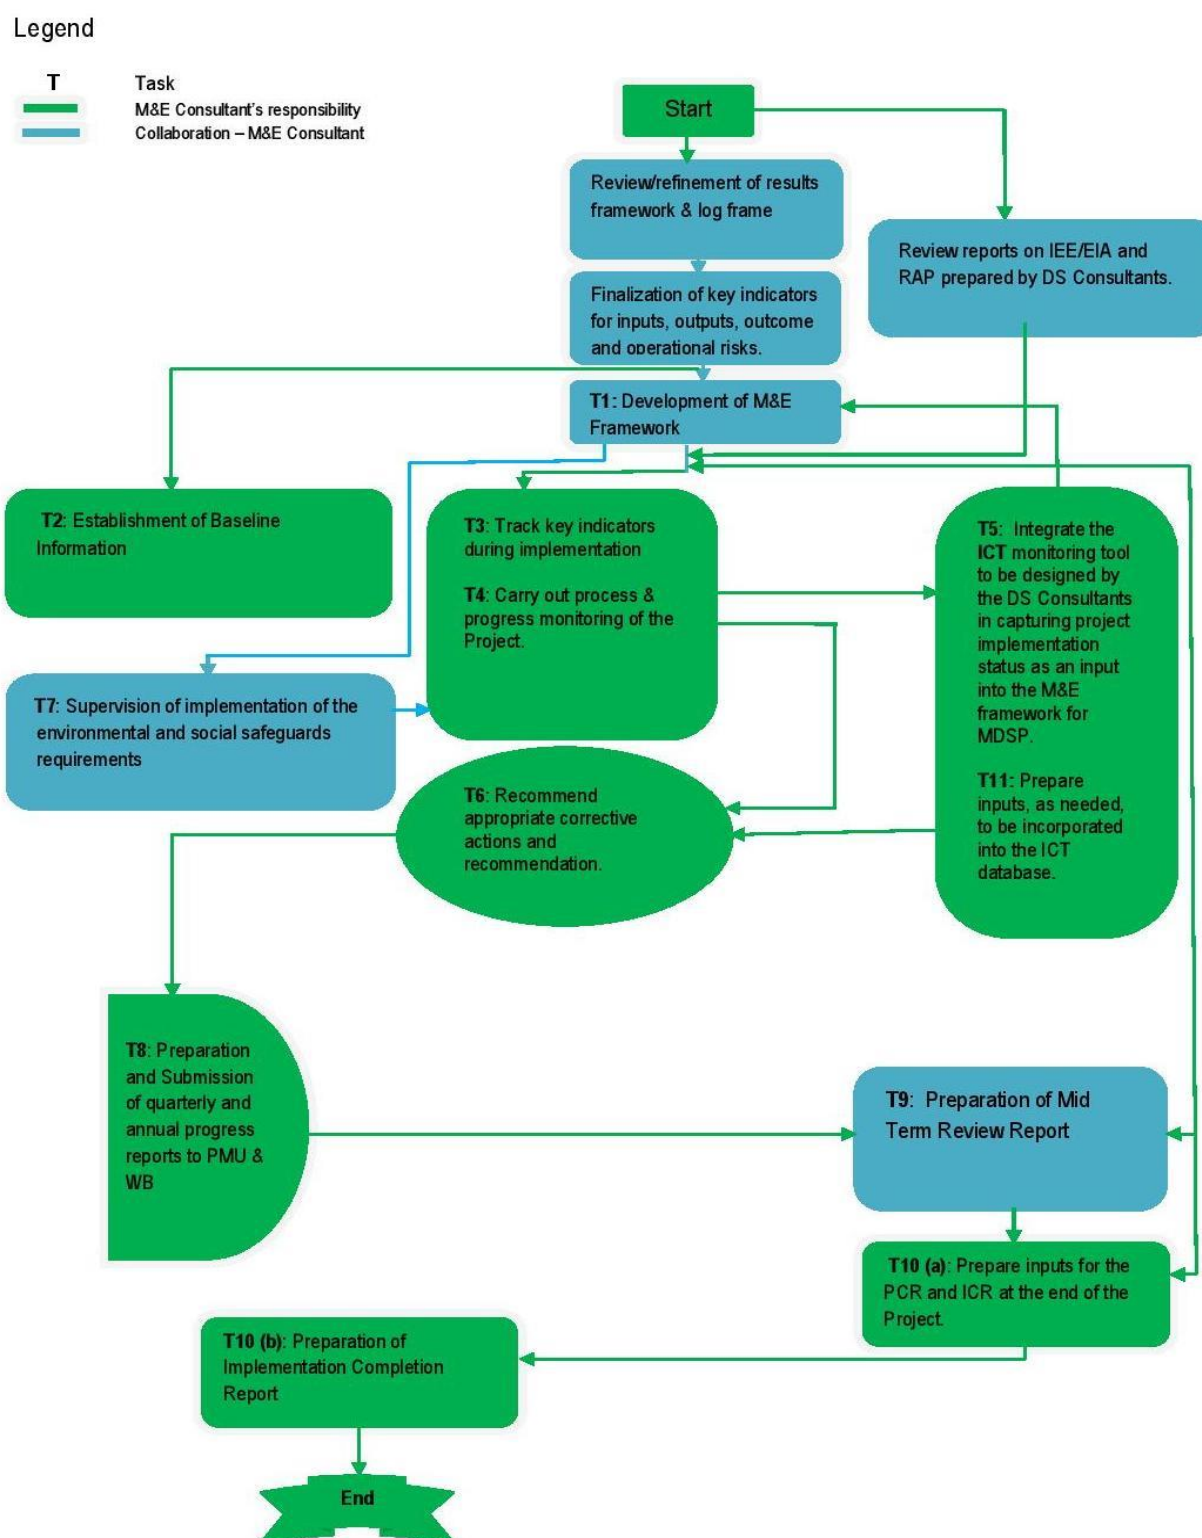 Legend
T Task
M&E Consultant's responsibility
Collaboration – M&E Consultant
Start
Review/refinement of results
framework & log frame
Review reports on IEE/EIA and
RAP prepared by DS Consultants.
Finalization of key indicators
for inputs, outputs, outcome
and operational risks.
T1: Development of M&E
Framework
T2: Establishment of Baseline
Information
T3: Track key indicators
during implementation
T4: Carry out process &
progress monitoring of the
Project.
T5: Integrate the
ICT monitoring tool
to be designed by
the DS Consultants
in capturing project
implementation
status as an input
into the M&E
framework for
MDSP.
T11: Prepare
inputs, as needed,
to be incorporated
into the ICT
database.
T7: Supervision of implementation of the
environmental and social safeguards
requirements
T6: Recommend
appropriate corrective
actions and
recommendation.
T8: Preparation
and Submission
of quarterly and
annual progress
reports to PMU &
WB
T9: Preparation of Mid
Term Review Report
T10 (a): Prepare inputs for the
PCR and ICR at the end of the
Project.
T10 (b): Preparation of
Implementation Completion
Report
End